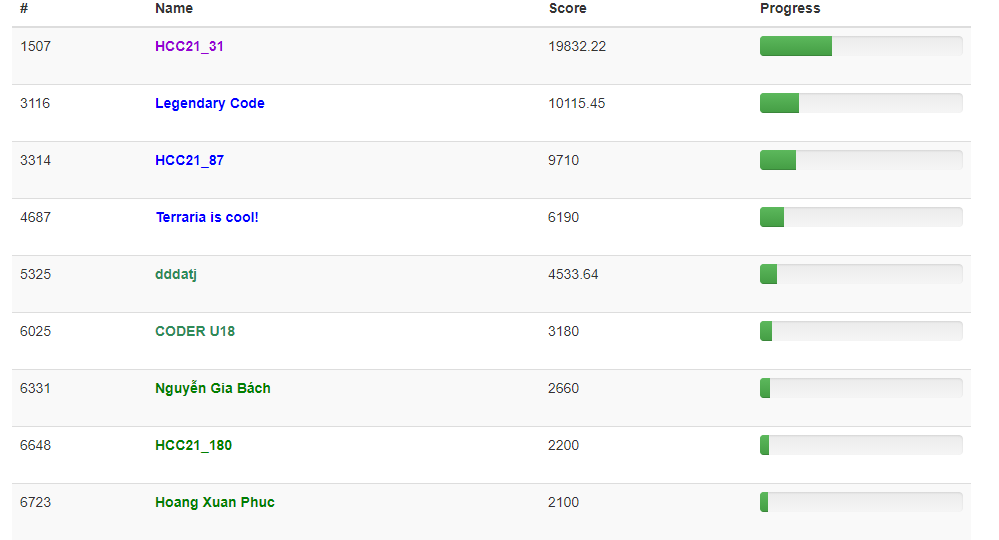 # Name Score Progress
1507 HCC21_31 19832.22
3116 Legendary Code 10115.45
3314 HCC21_87 9710
4687 Terraria is cool! 6190
5325 dddatj 4533.64
6025 CODER U18 3180
6331 Nguyễn Gia Bách 2660
6648 HCC21_180 2200
6723 Hoang Xuan Phuc 2100